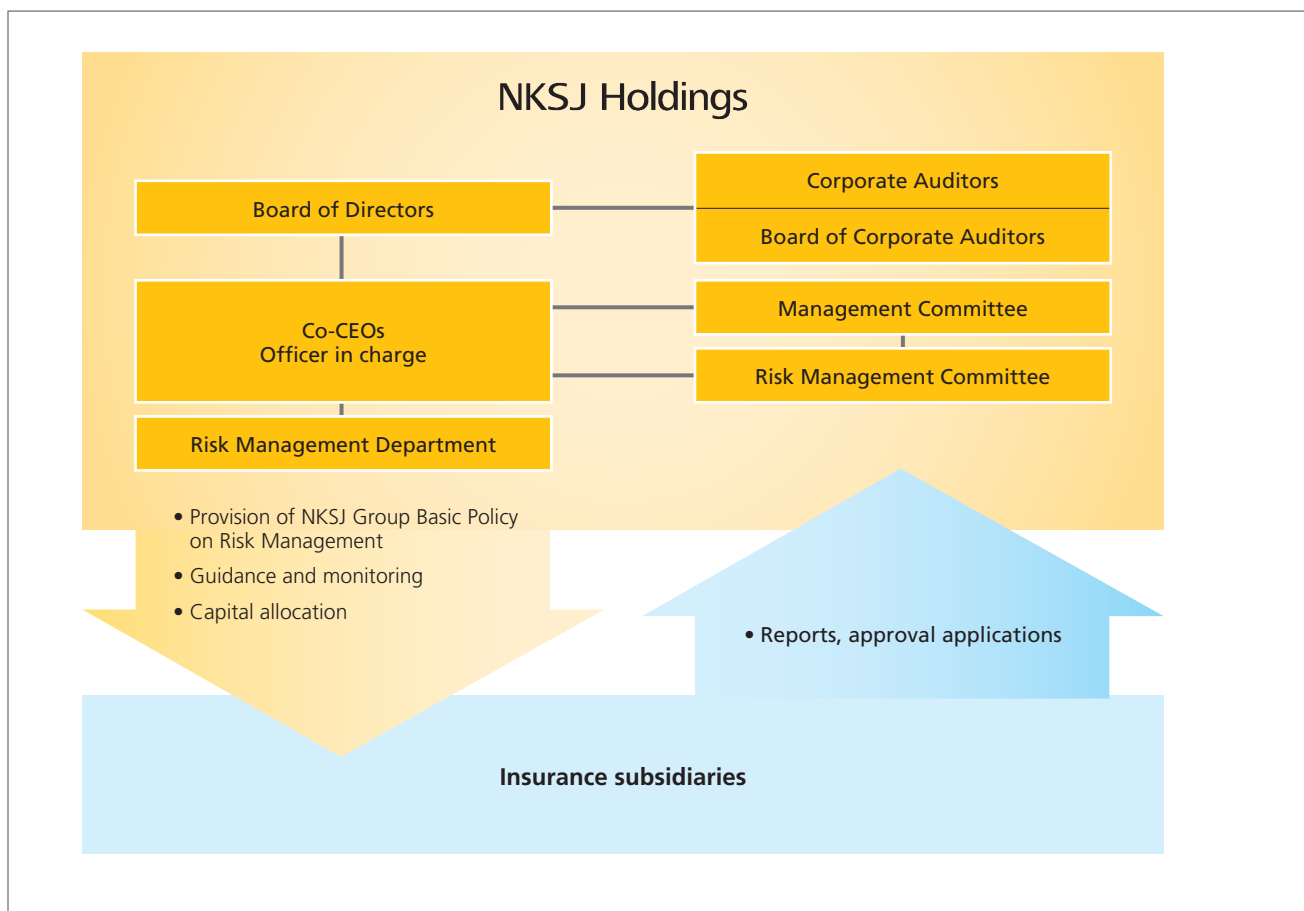 NKSJ Holdings
Board of Directors
Corporate Auditors
Board of Corporate Auditors
Co-CEOs
Officer in charge
Management Committee
Risk Management Committee
Risk Management Department
• Provision of NKSJ Group Basic Policy
on Risk Management
• Guidance and monitoring
• Capital allocation
• Reports, approval applications
Insurance subsidiaries